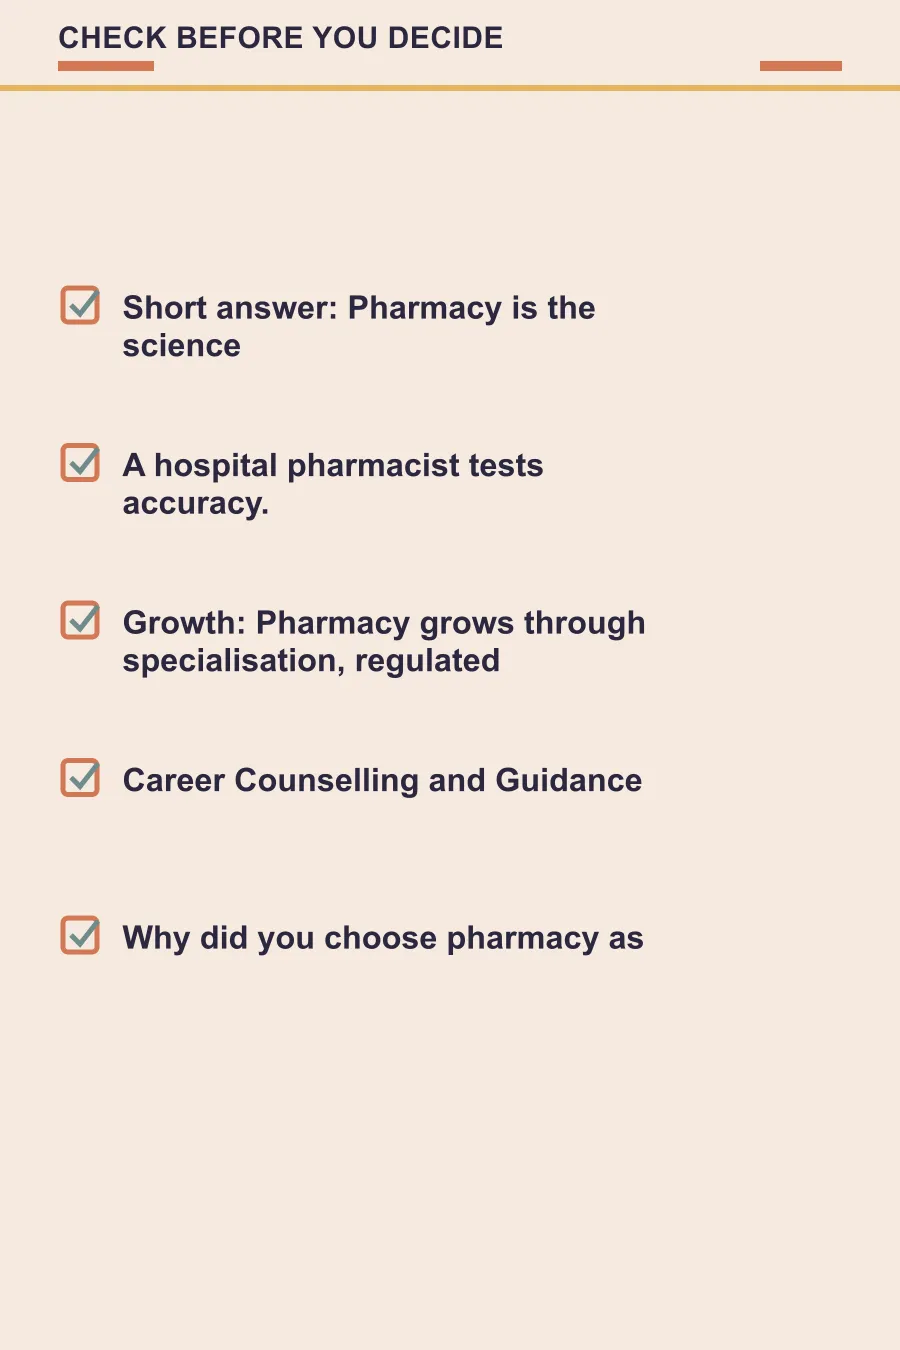 CHECK BEFORE YOU DECIDE
Short answer: Pharmacy is the
science
A hospital pharmacist tests
accuracy.
Growth: Pharmacy grows through
specialisation, regulated
Career Counselling and Guidance
Why did you choose pharmacy as